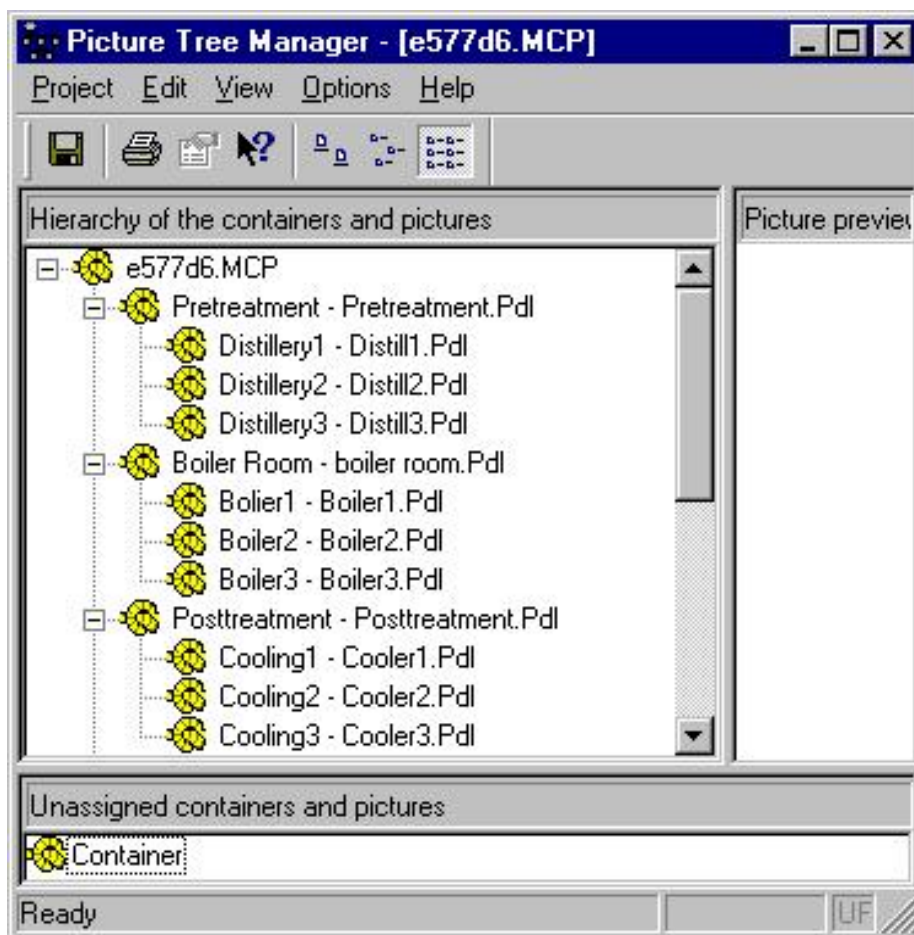 Picture Tree Manager - [e577d6.MCP]
Project Edit View Options Help
Hierarchy of the containers and pictures
Picture preview
e577d6.MCP
Pretreatment - Pretreatment.Pdl
Distillery1 - Distill1.Pdl
Distillery2 - Distill2.Pdl
Distillery3 - Distill3.Pdl
Boiler Room - boiler room.Pdl
Bolier1 - Boiler1.Pdl
Boiler2 - Boiler2.Pdl
Boiler3 - Boiler3.Pdl
Posttreatment - Posttreatment.Pdl
Cooling1 - Cooler1.Pdl
Cooling2 - Cooler2.Pdl
Cooling3 - Cooler3.Pdl
Unassigned containers and pictures
Container
Ready
UF